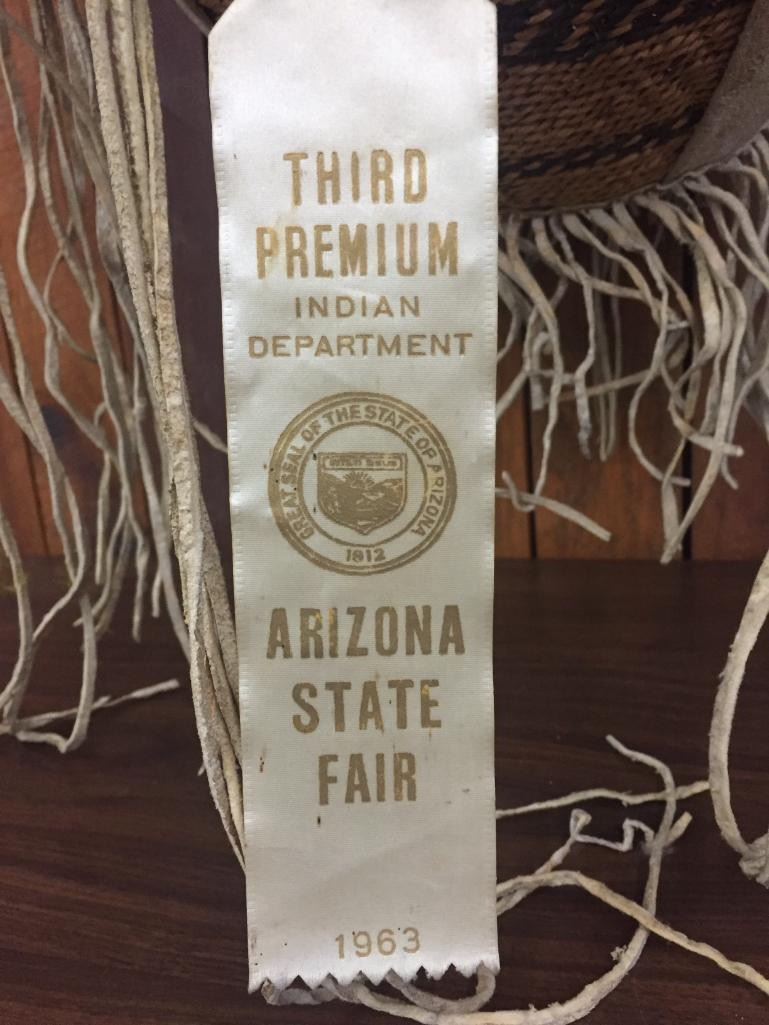 THIRD
PREMIUM
INDIAN
DEPARTMENT
GREAT SEAL OF THE STATE OF ARIZONA
1912
ARIZONA
STATE
FAIR
1963